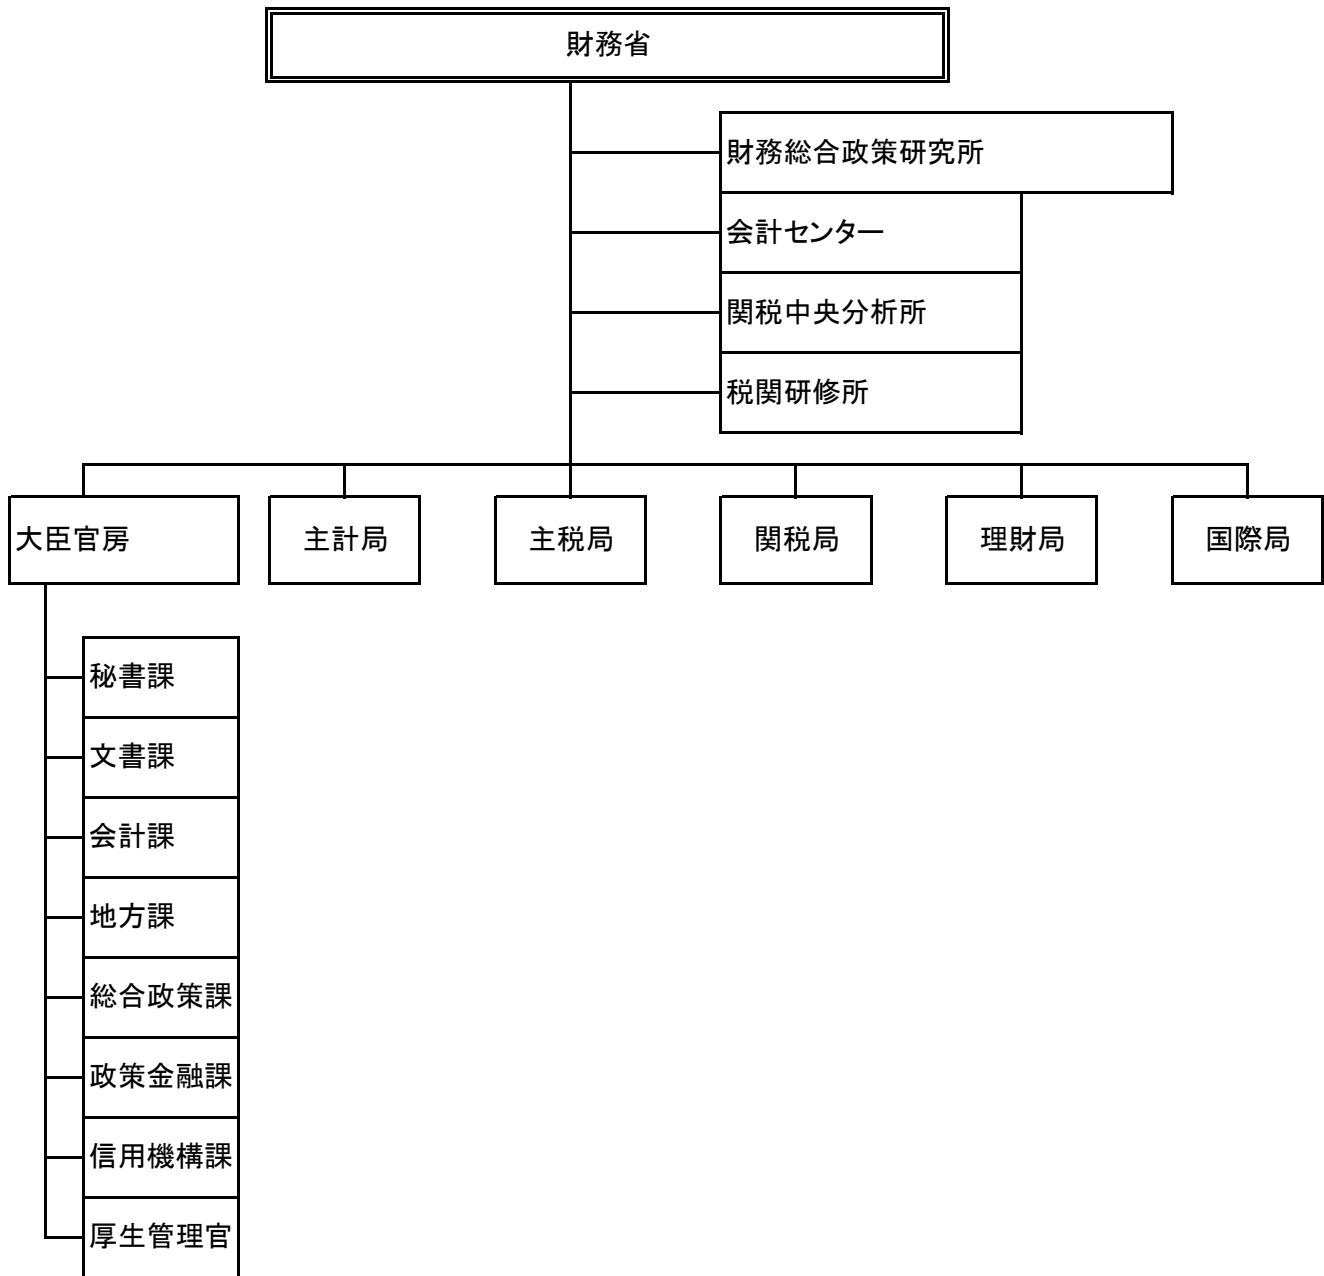 財務省
財務総合政策研究所
会計センター
関税中央分析所
税関研修所
大臣官房
主計局
主税局
関税局
理財局
国際局
秘書課
文書課
会計課
地方課
総合政策課
政策金融課
信用機構課
厚生管理官